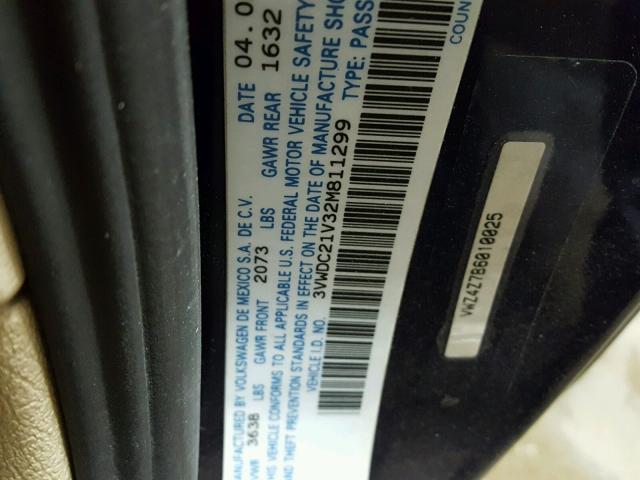 MANUFACTURED BY VOLKSWAGEN DE MEXICO S.A. DE C.V. DATE 04.0
GVWR 3638 LBS GAWR FRONT 2073 LBS GAWR REAR 1632
THIS VEHICLE CONFORMS TO ALL APPLICABLE U.S. FEDERAL MOTOR VEHICLE SAFETY
AND THEFT PREVENTION STANDARDS IN EFFECT ON THE DATE OF MANUFACTURE SHO
VEHICLE I.D. NO. 3VWDC21V32M811299 TYPE: PASS
COUN
VWZ4Z7B6010025